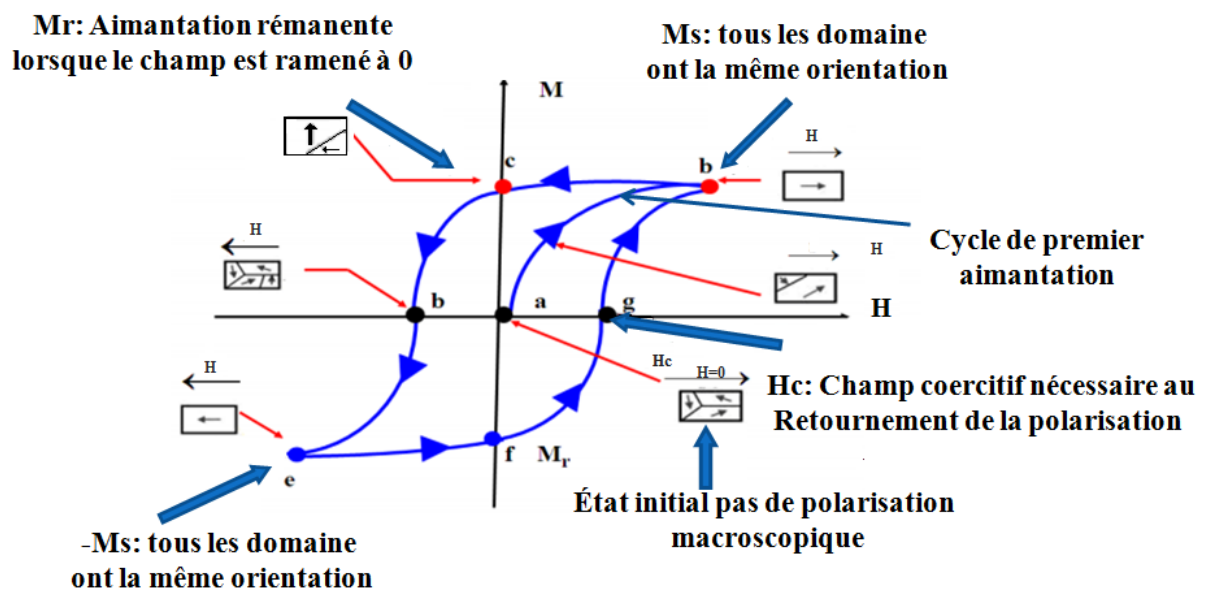 Mr: Aimantation rémanente
lorsque le champ est ramené à 0
Ms: tous les domaine
ont la même orientation
M
H
c
b
Cycle de premier
aimantation
H
H
b
a
g
H
H
Hc
H=0
Hc: Champ coercitif nécessaire au
Retournement de la polarisation
f
Mr
e
État initial pas de polarisation
macroscopique
-Ms: tous les domaine
ont la même orientation